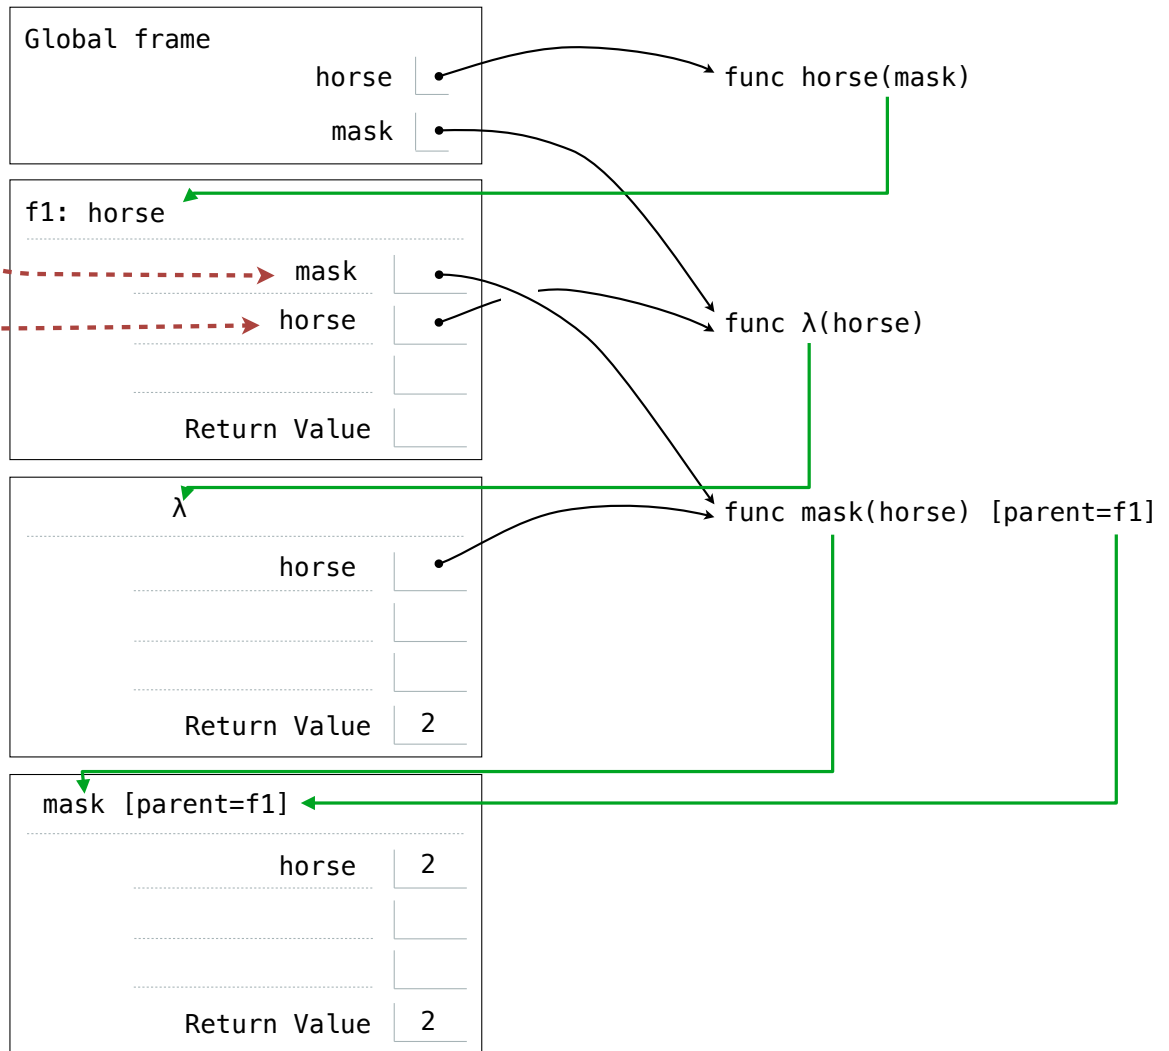 Global frame
horse
func horse(mask)
mask
f1: horse
mask
horse
func λ(horse)
Return Value
λ
func mask(horse) [parent=f1]
horse
Return Value 2
mask [parent=f1]
horse 2
Return Value 2